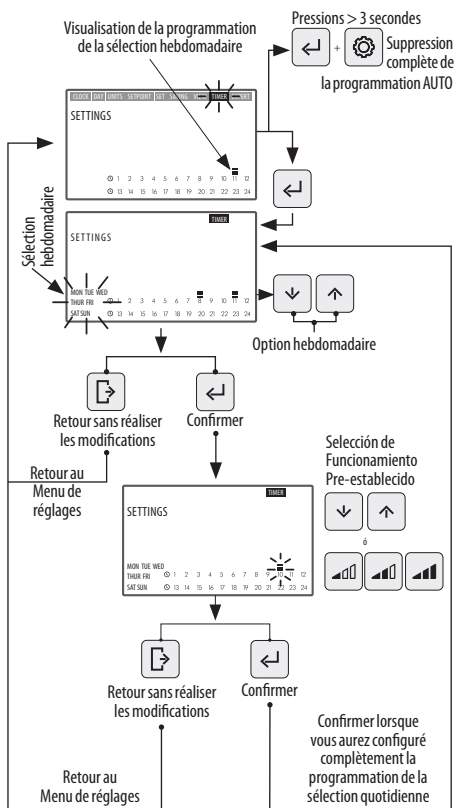 Visualisation de la programmation
de la sélection hebdomadaire
Pressions > 3 secondes
+
Suppression
complète de
la programmation AUTO
CLOCK DAY UNITS SETPOINT SET TIMER
SETTINGS
1 2 3 4 5 6 7 8 9 10 11 12
13 14 15 16 17 18 19 20 21 22 23 24
Sélection
hebdomadaire
TIMER
SETTINGS
MON TUE WED
THUR FRI 1 2 3 4 5 6 7 8 9 10 11 12
SAT SUN 13 14 15 16 17 18 19 20 21 22 23 24
Option hebdomadaire
Retour sans réaliser
les modifications
Confirmer
Retour au
Menu de
réglages
TIMER
SETTINGS
MON TUE WED
THUR FRI 1 2 3 4 5 6 7 8 9 10 11 12
SAT SUN 13 14 15 16 17 18 19 20 21 22 23 24
Selección de
Funcionamiento
Pre-establecido
ó
Retour sans réaliser
les modifications
Confirmer
Retour au
Menu de réglages
Confirmer lorsque
vous aurez configuré
complètement la
programmation de la
sélection quotidienne